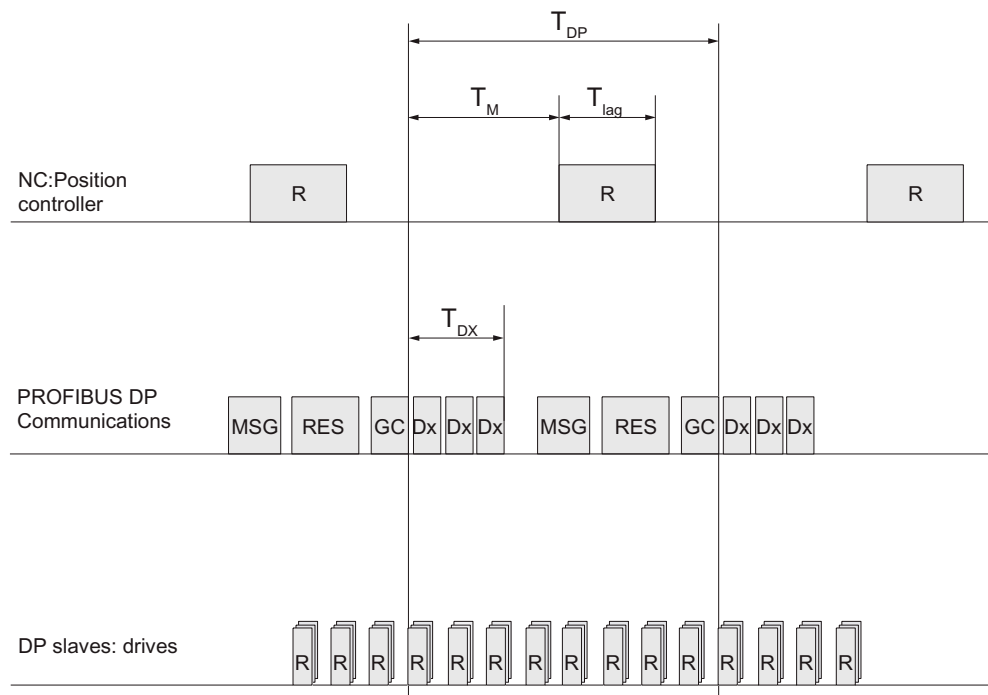 T_DP
T_M T_lag
NC:Position
controller
R R R
T_DX
PROFIBUS DP
Communications
MSG RES GC Dx Dx Dx MSG RES GC Dx Dx Dx
DP slaves: drives
R R R R R R R R R R R R R R R